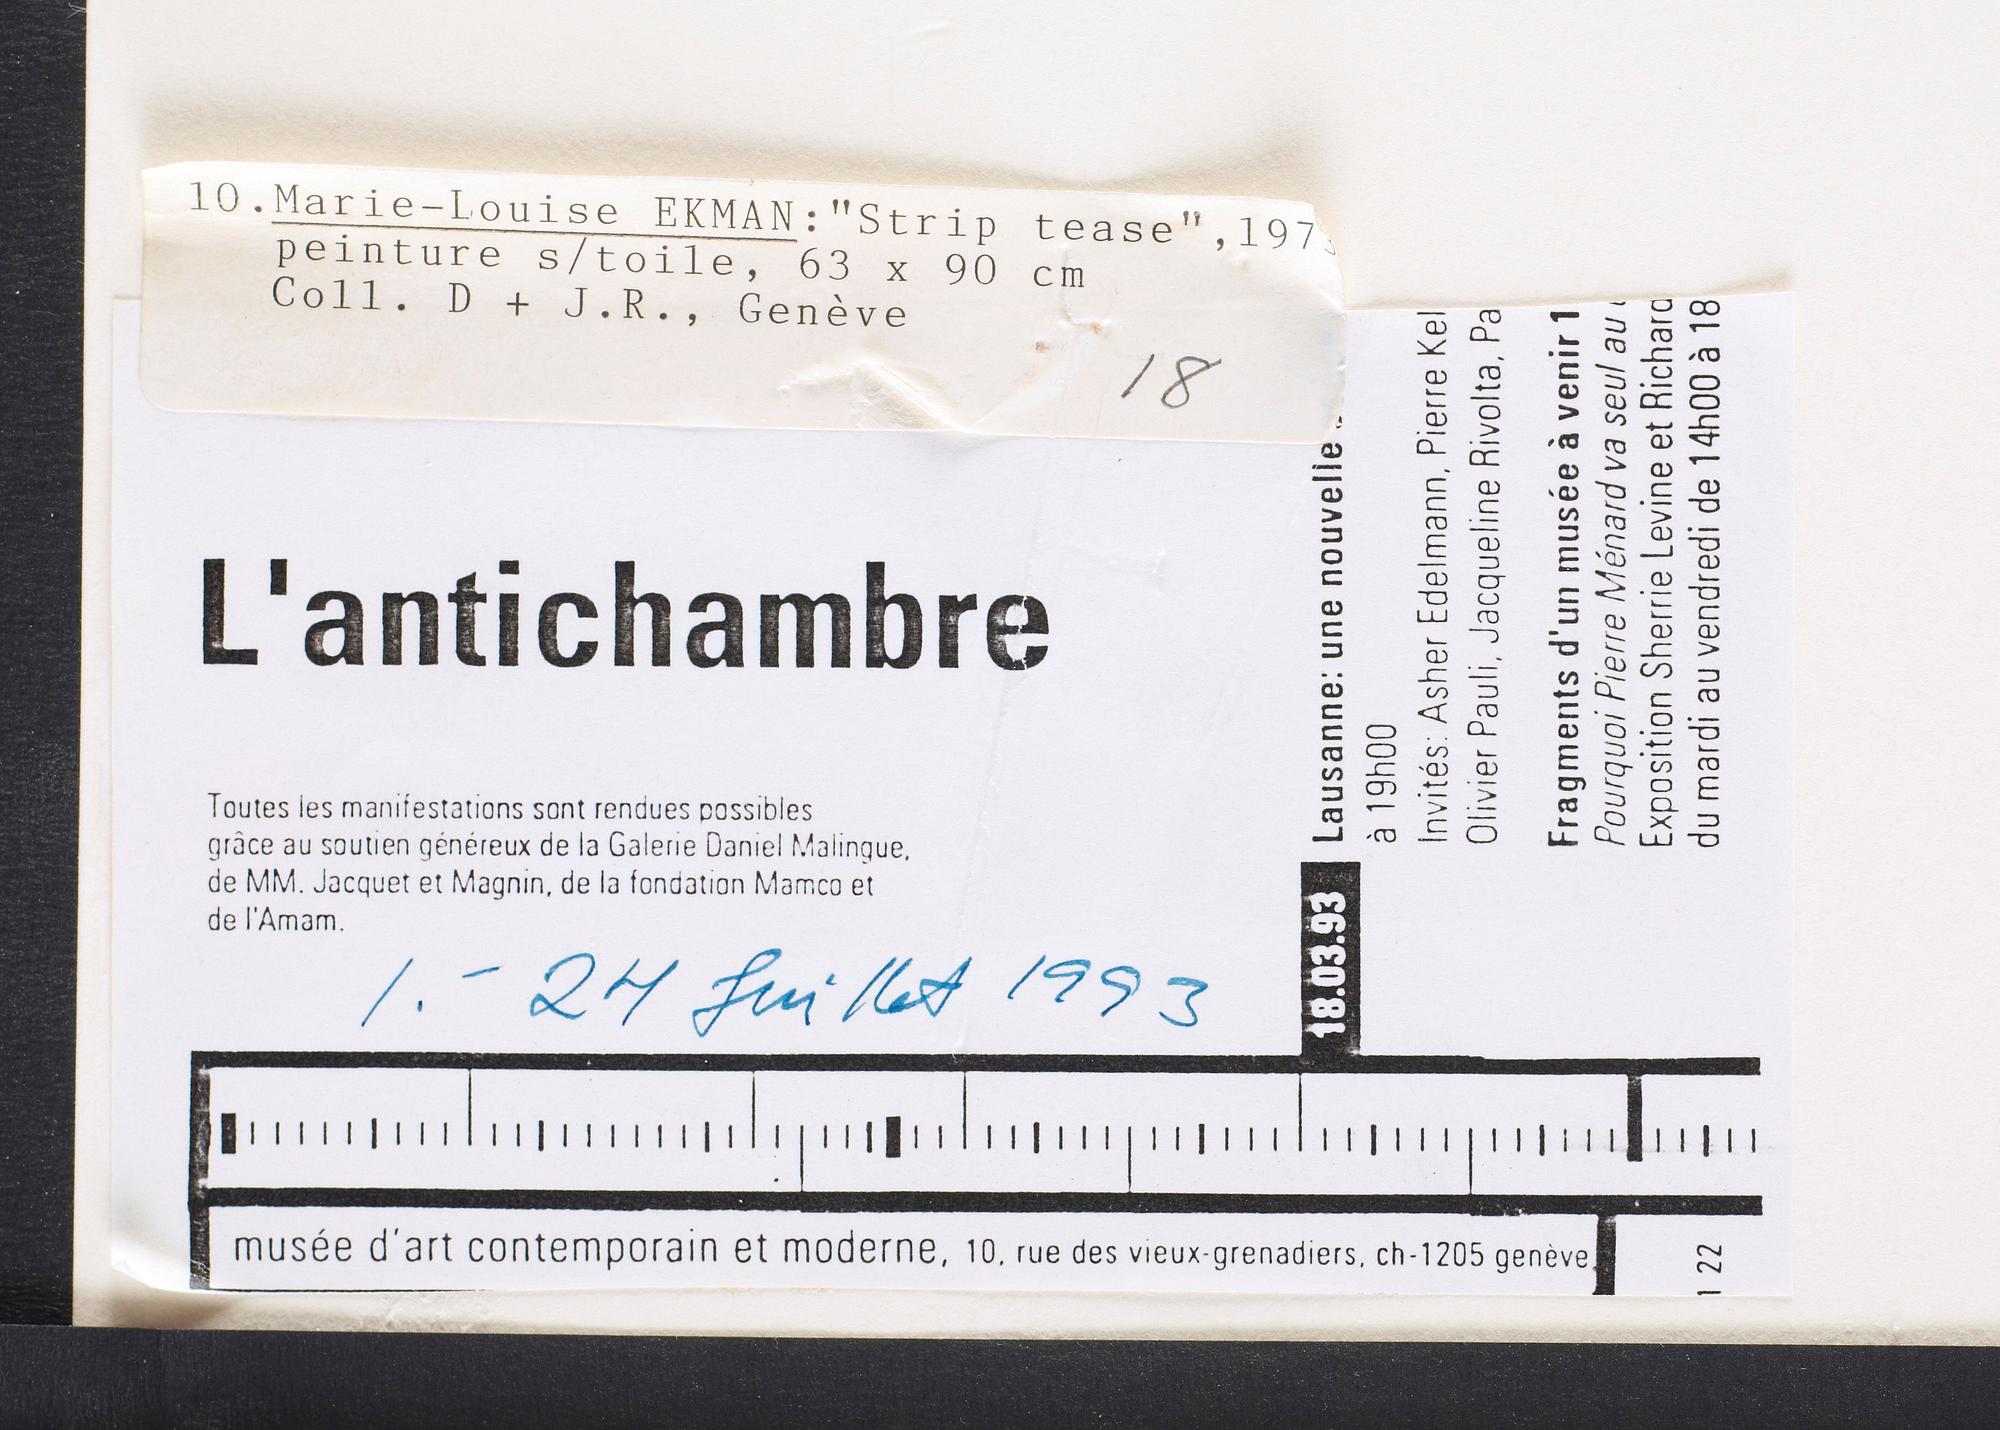 10. Marie-Louise EKMAN: "Strip tease", 197
peinture s/toile, 63 x 90 cm
Coll. D + J.R., Genève
18
L'antichambre
Toutes les manifestations sont rendues possibles
grâce au soutien généreux de la Galerie Daniel Malingue,
de MM. Jacquet et Magnin, de la fondation Mamco et
de l'Amam.
1.- 24 Juillet 1993
18.03.93
Lausanne: une nouvelle
à 19h00
Invités: Asher Edelmann, Pierre Kel
Olivier Pauli, Jacqueline Rivolta, Pa
Fragments d'un musée à venir 1
Pourquoi Pierre Ménard va seul au
Exposition Sherrie Levine et Richard
du mardi au vendredi de 14h00 à 18
musée d'art contemporain et moderne, 10, rue des vieux-grenadiers, ch-1205 genève
22